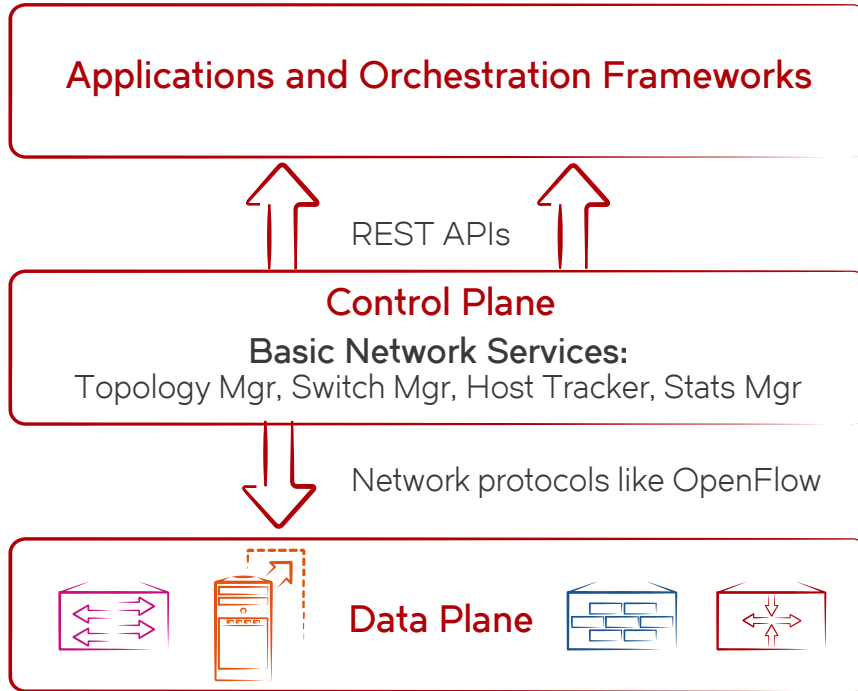 Applications and Orchestration Frameworks
REST APIs
Control Plane
Basic Network Services:
Topology Mgr, Switch Mgr, Host Tracker, Stats Mgr
Network protocols like OpenFlow
Data Plane